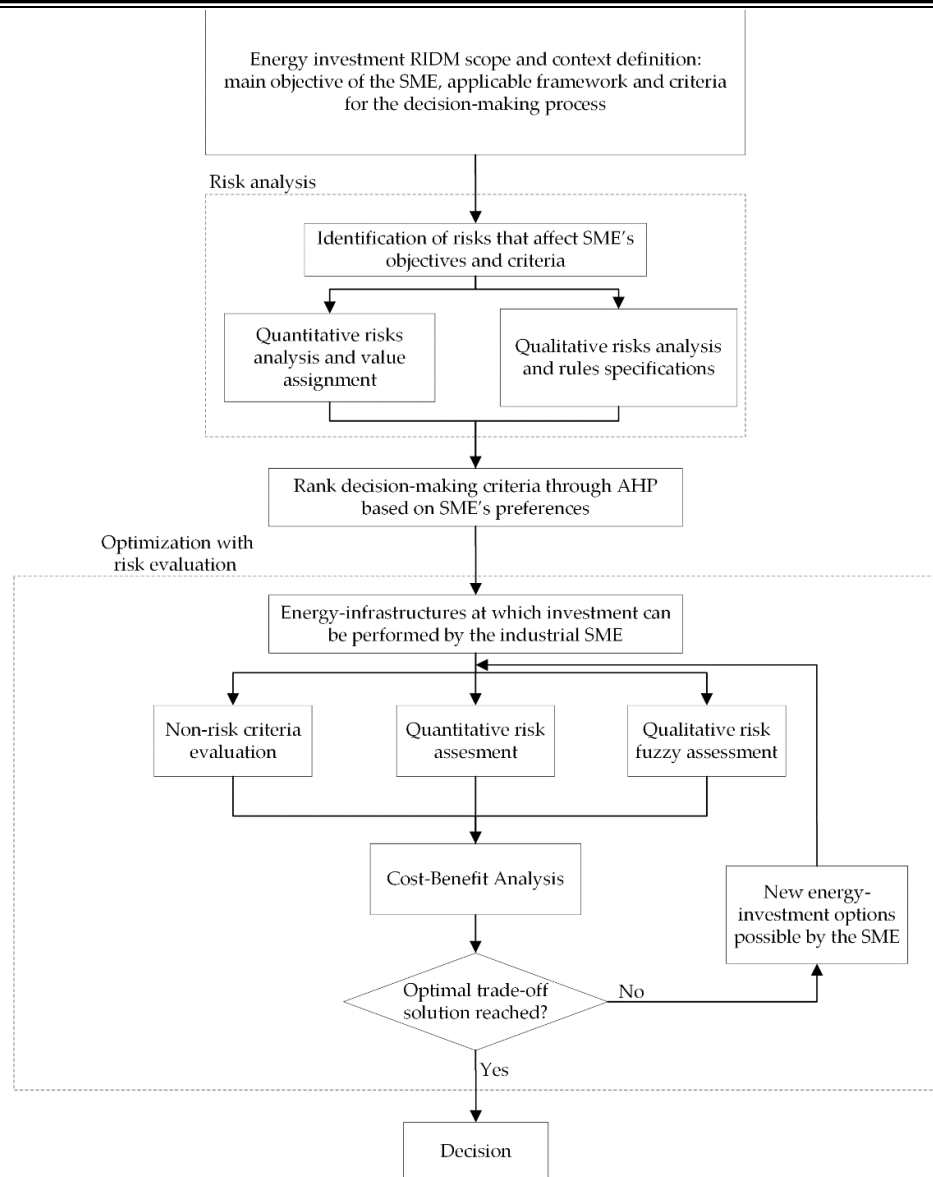 Energy investment RIDM scope and context definition:
main objective of the SME, applicable framework and criteria
for the decision-making process
Risk analysis
Identification of risks that affect SME's
objectives and criteria
Quantitative risks
analysis and value
assignment
Qualitative risks analysis
and rules specifications
Rank decision-making criteria through AHP
based on SME's preferences
Optimization with
risk evaluation
Energy-infrastructures at which investment can
be performed by the industrial SME
Non-risk criteria
evaluation
Quantitative risk
assesment
Qualitative risk
fuzzy assessment
Cost-Benefit Analysis
New energy-
investment options
possible by the SME
Optimal trade-off
solution reached?
No
Yes
Decision